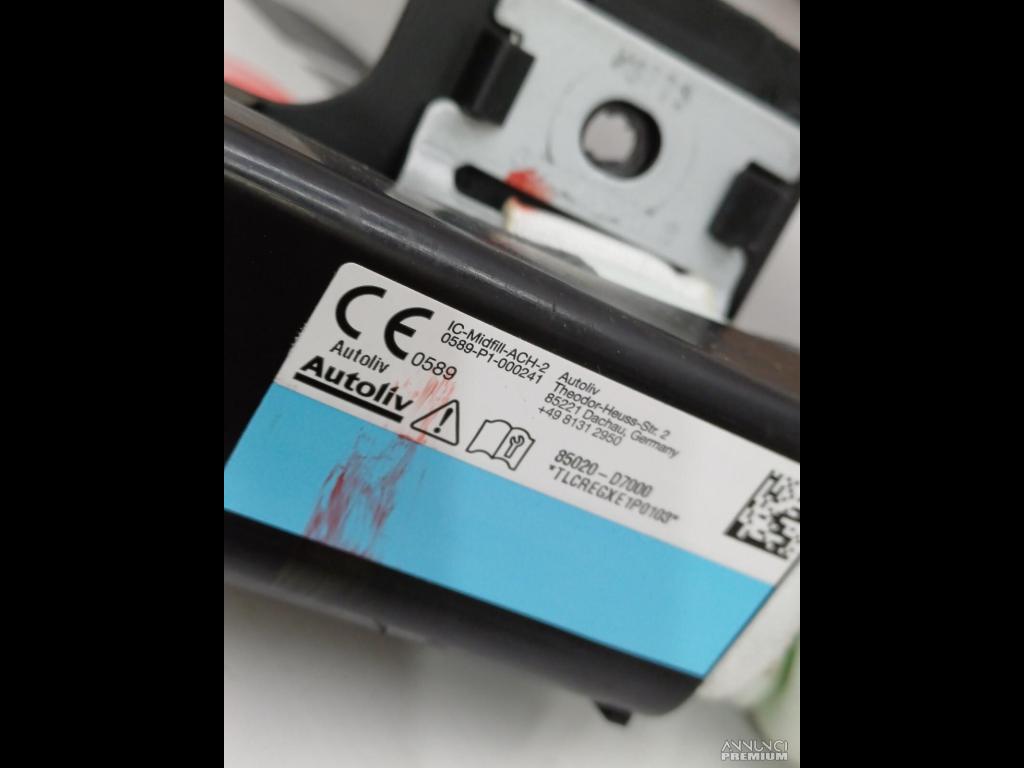 CE 0589
Autoliv
Autoliv
IC-Midfill-ACH-2
0589-P1-000241
Autoliv
Theodor-Heuss-Str. 2
85221 Dachau, Germany
+49 8131 2950
85020-D7000
*TLCREGXE1P0103*
ANNUNCI
PREMIUM